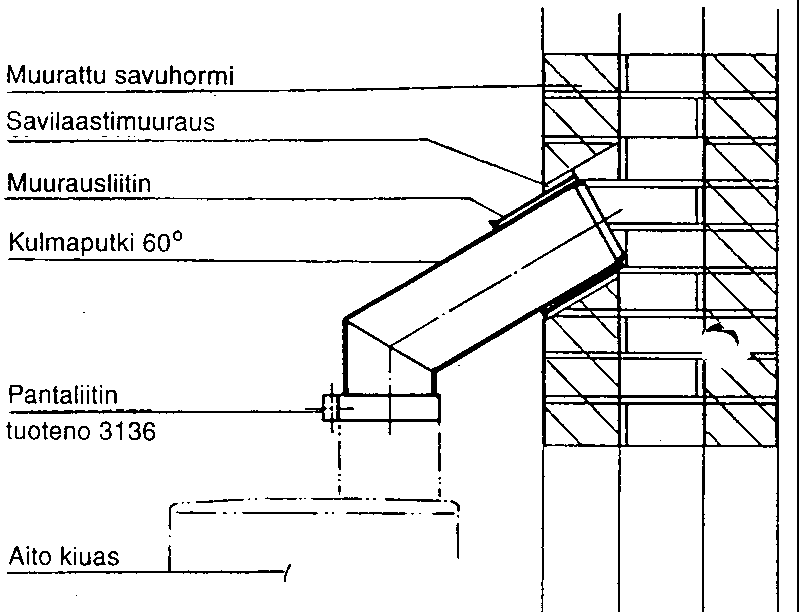 Muurattu savuhormi
Savilaastimuuraus
Muurausliitin
Kulmaputki 60°
Pantaliitin
tuoteno 3136
Aito kiuas